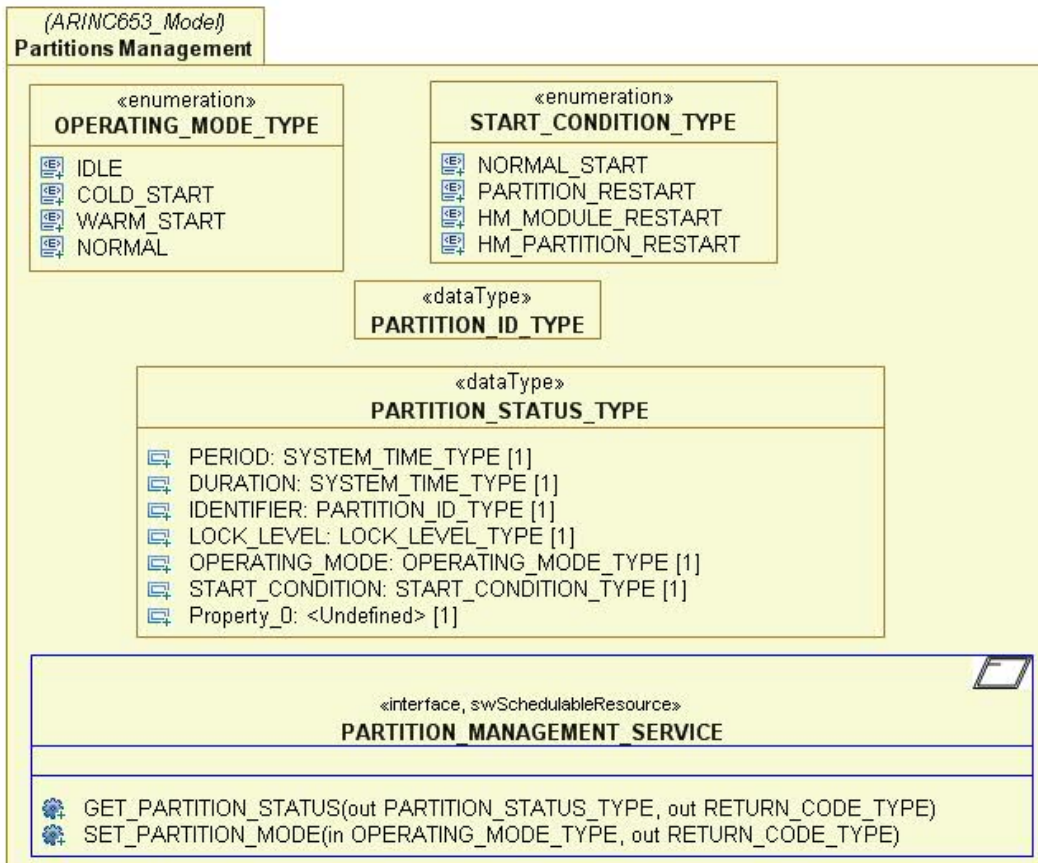 (ARINC653_Model)
Partitions Management
«enumeration»
OPERATING_MODE_TYPE
IDLE
COLD_START
WARM_START
NORMAL
«enumeration»
START_CONDITION_TYPE
NORMAL_START
PARTITION_RESTART
HM_MODULE_RESTART
HM_PARTITION_RESTART
«dataType»
PARTITION_ID_TYPE
«dataType»
PARTITION_STATUS_TYPE
PERIOD: SYSTEM_TIME_TYPE [1]
DURATION: SYSTEM_TIME_TYPE [1]
IDENTIFIER: PARTITION_ID_TYPE [1]
LOCK_LEVEL: LOCK_LEVEL_TYPE [1]
OPERATING_MODE: OPERATING_MODE_TYPE [1]
START_CONDITION: START_CONDITION_TYPE [1]
Property_0: <Undefined> [1]
«interface, swSchedulableResource»
PARTITION_MANAGEMENT_SERVICE
GET_PARTITION_STATUS(out PARTITION_STATUS_TYPE, out RETURN_CODE_TYPE)
SET_PARTITION_MODE(in OPERATING_MODE_TYPE, out RETURN_CODE_TYPE)